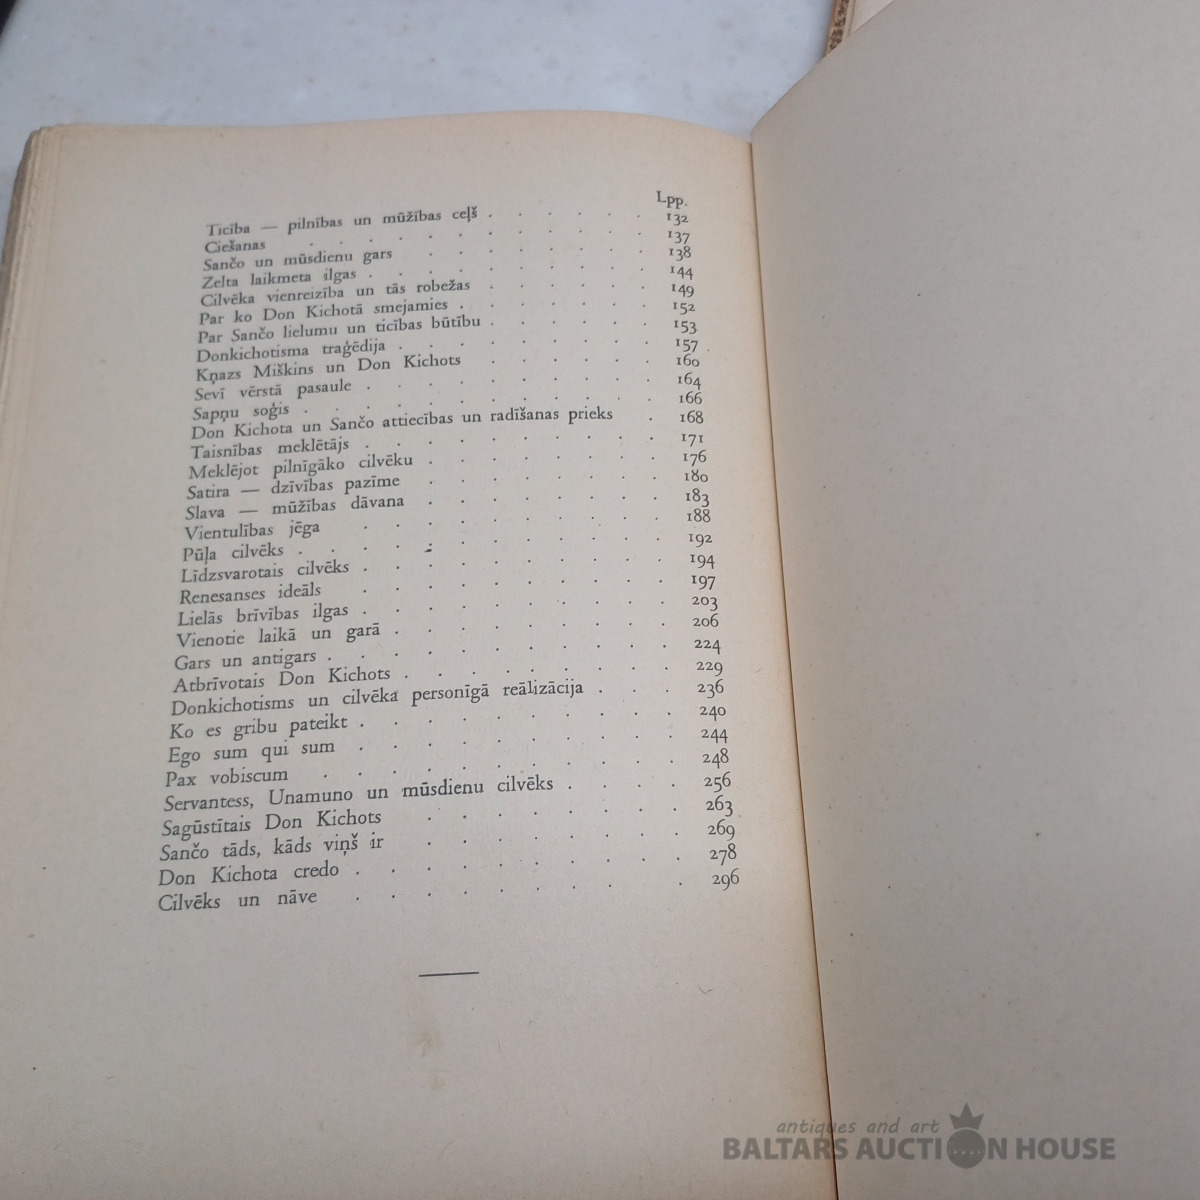 Lpp.
Ticība — pilnības un mūžības ceļš . . . . . . 132
Ciešanas . . . . . . . . . . 137
Sančo un mūsdienu gars . . . . . . . 138
Zelta laikmeta ilgas . . . . . . . . 144
Cilvēka vienreizība un tās robežas . . . . . 149
Par ko Don Kichotā smejamies . . . . . . 152
Par Sančo lielumu un ticības būtību . . . . . 153
Donkichotisma traģēdija . . . . . . . 157
Kņazs Miškins un Don Kichots . . . . . 160
Sevī vērstā pasaule . . . . . . . . 164
Sapņu soģis . . . . . . . . . . 166
Don Kichota un Sančo attiecības un radīšanas prieks . 168
Taisnības meklētājs . . . . . . . . 171
Meklējot pilnīgāko cilvēku . . . . . . . 176
Satira — dzīvības pazīme . . . . . . . 180
Slava — mūžības dāvana . . . . . . . 183
Vientulības jēga . . . . . . . . 188
Pūļa cilvēks . . . . . . . . . . 192
Līdzsvarotais cilvēks . . . . . . . . 194
Renesanses ideāls . . . . . . . . 197
Lielās brīvības ilgas . . . . . . . . 203
Vienotie laikā un garā . . . . . . . . 206
Gars un antigars . . . . . . . . . 224
Atbrīvotais Don Kichots . . . . . . . 229
Donkichotisms un cilvēka personīgā reālizācija . . . 236
Ko es gribu pateikt . . . . . . . . 240
Ego sum qui sum . . . . . . . . 244
Pax vobiscum . . . . . . . . . 248
Servantess, Unamuno un mūsdienu cilvēks . . . . 256
Sagūstītais Don Kichots . . . . . . . 263
Sančo tāds, kāds viņš ir . . . . . . . 269
Don Kichota credo . . . . . . . . 278
Cilvēks un nāve . . . . . . . . 296
antiques and art
BALTARS AUCTION HOUSE